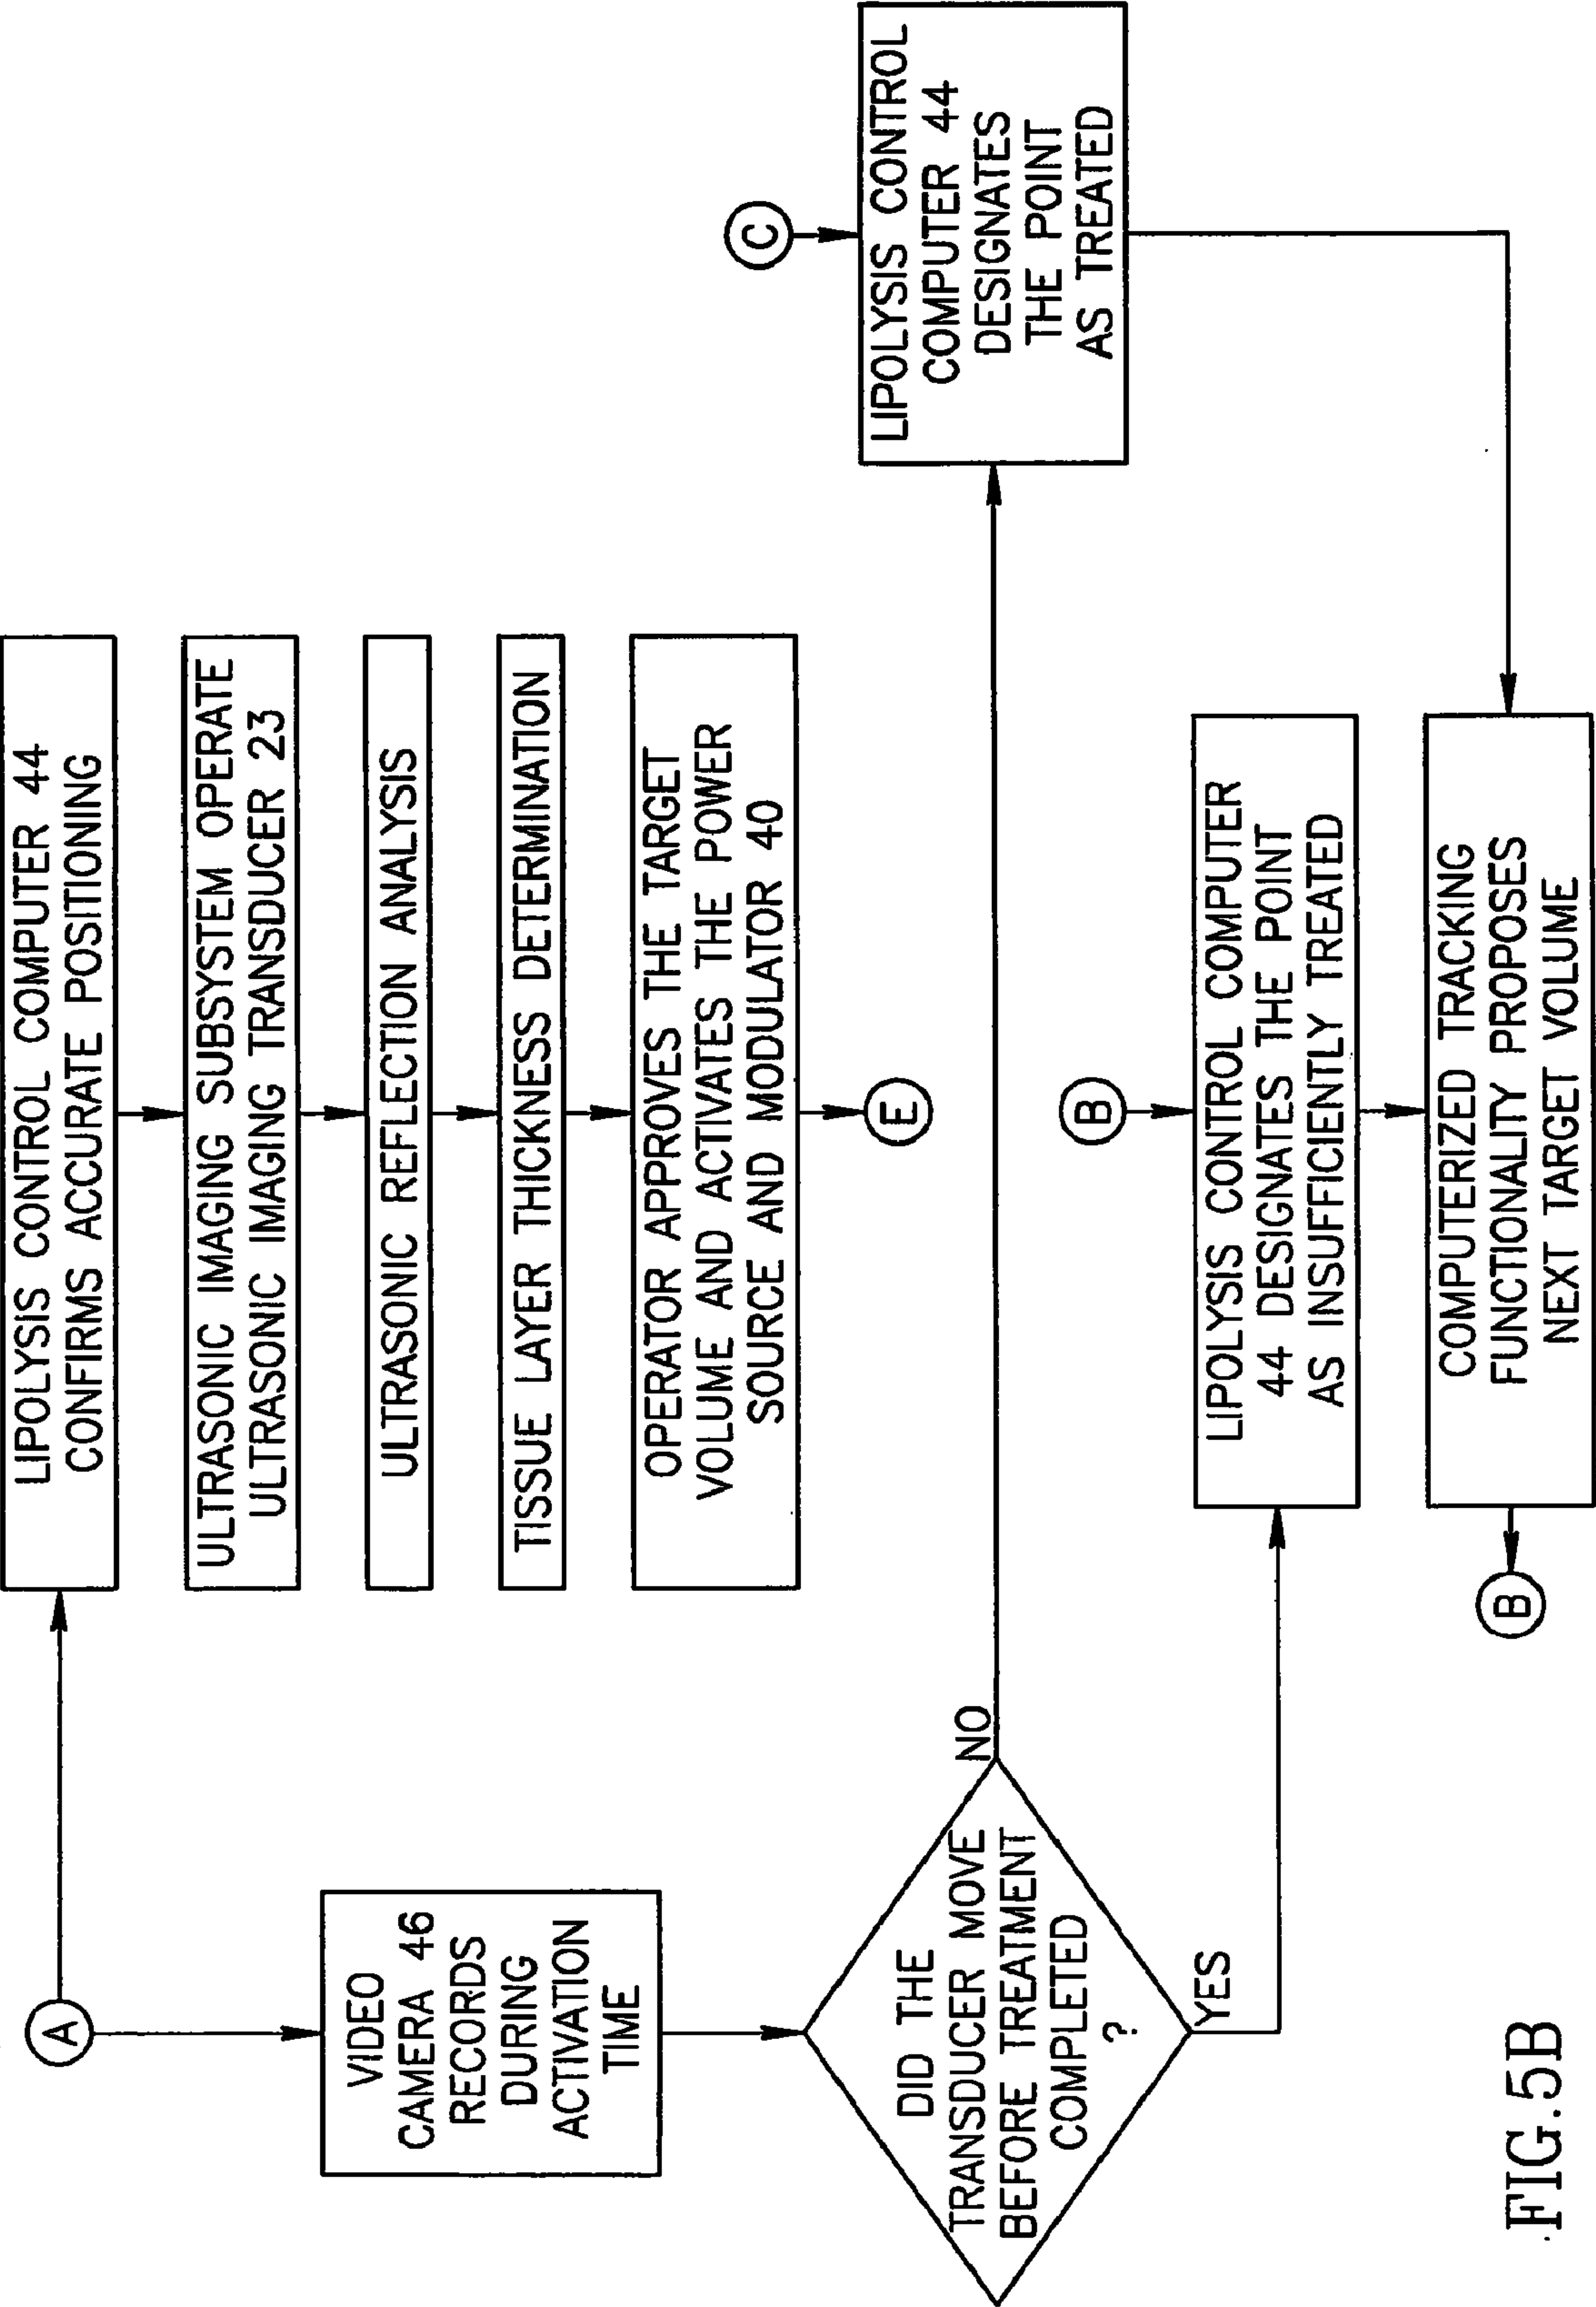 A
LIPOLYSIS CONTROL COMPUTER 44
CONFIRMS ACCURATE POSITIONING
ULTRASONIC IMAGING SUBSYSTEM OPERATE
ULTRASONIC IMAGING TRANSDUCER 23
ULTRASONIC REFLECTION ANALYSIS
TISSUE LAYER THICKNESS DETERMINATION
OPERATOR APPROVES THE TARGET
VOLUME AND ACTIVATES THE POWER
SOURCE AND MODULATOR 40
E
VIDEO
CAMERA 46
RECORDS
DURING
ACTIVATION
TIME
DID THE
TRANSDUCER MOVE
BEFORE TREATMENT
COMPLETED
?
NO
YES
C
LIPOLYSIS CONTROL
COMPUTER 44
DESIGNATES
THE POINT
AS TREATED
B
LIPOLYSIS CONTROL COMPUTER
44 DESIGNATES THE POINT
AS INSUFFICIENTLY TREATED
COMPUTERIZED TRACKING
FUNCTIONALITY PROPOSES
NEXT TARGET VOLUME
B
FIG.5B